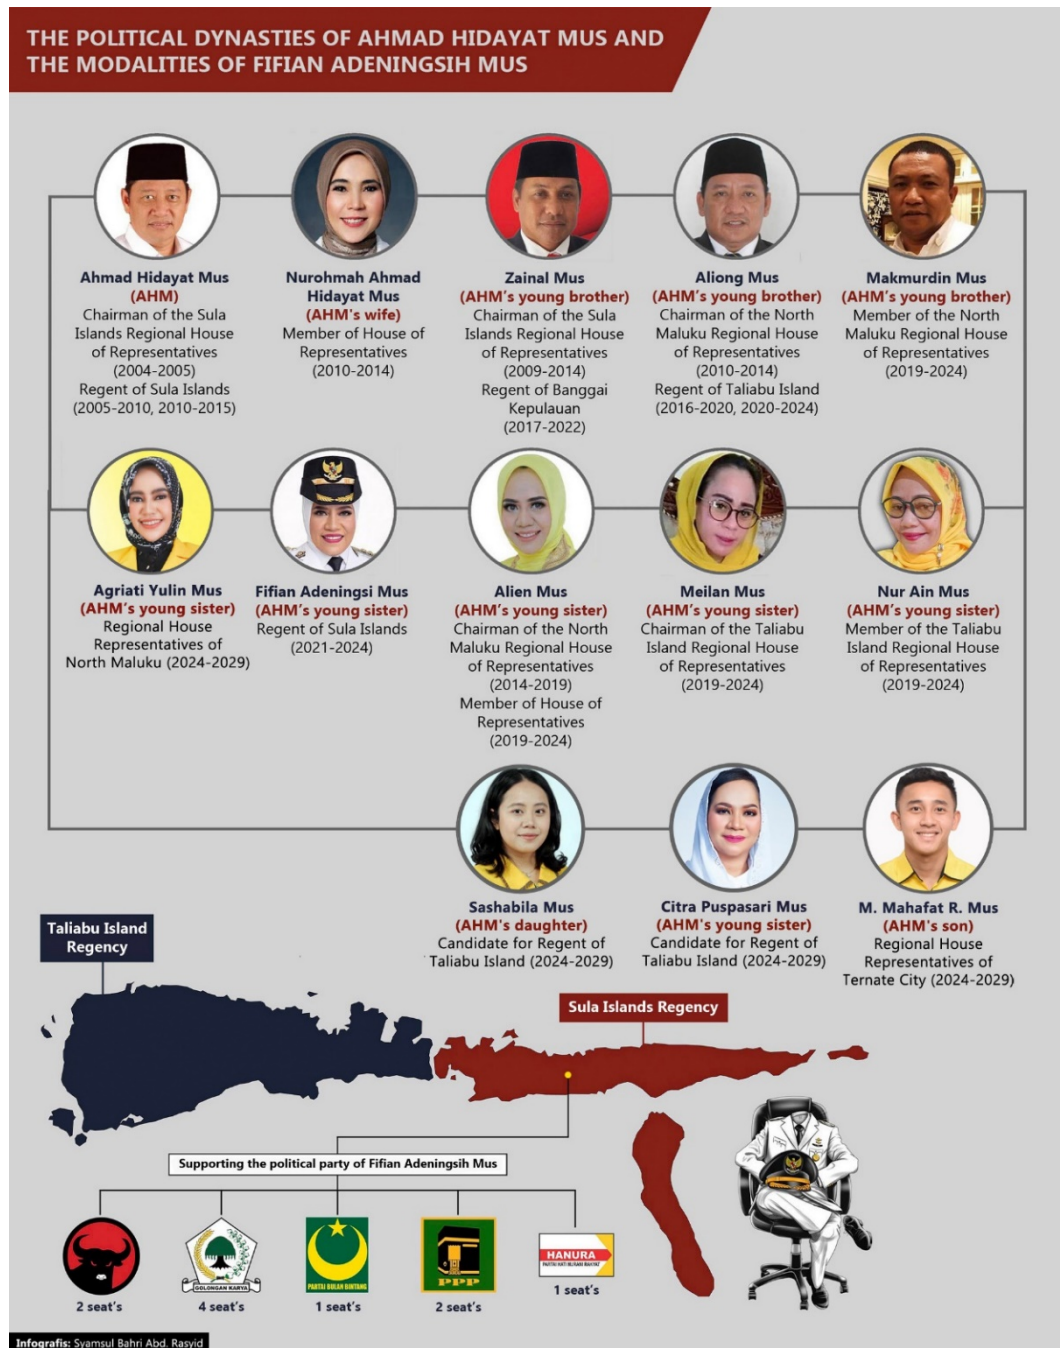 THE POLITICAL DYNASTIES OF AHMAD HIDAYAT MUS AND
THE MODALITIES OF FIFIAN ADENINGSIH MUS
Ahmad Hidayat Mus
(AHM)
Chairman of the Sula
Islands Regional House
of Representatives
(2004-2005)
Regent of Sula Islands
(2005-2010, 2010-2015)
Nurohmah Ahmad
Hidayat Mus
(AHM's wife)
Member of House of
Representatives
(2010-2014)
Zainal Mus
(AHM's young brother)
Chairman of the Sula
Islands Regional House
of Representatives
(2009-2014)
Regent of Banggai
Kepulauan
(2017-2022)
Aliong Mus
(AHM's young brother)
Chairman of the North
Maluku Regional House
of Representatives
(2010-2014)
Regent of Taliabu Island
(2016-2020, 2020-2024)
Makmurdin Mus
(AHM's young brother)
Member of the North
Maluku Regional House
of Representatives
(2019-2024)
Agriati Yulin Mus
(AHM's young sister)
Regional House
Representatives of
North Maluku (2024-2029)
Fifian Adeningsi Mus
(AHM's young sister)
Regent of Sula Islands
(2021-2024)
Alien Mus
(AHM's young sister)
Chairman of the North
Maluku Regional House
of Representatives
(2014-2019)
Member of House of
Representatives
(2019-2024)
Meilan Mus
(AHM's young sister)
Chairman of the Taliabu
Island Regional House
of Representatives
(2019-2024)
Nur Ain Mus
(AHM's young sister)
Member of the Taliabu
Island Regional House
of Representatives
(2019-2024)
Sashabila Mus
(AHM's daughter)
Candidate for Regent of
Taliabu Island (2024-2029)
Citra Puspasari Mus
(AHM's young sister)
Candidate for Regent of
Taliabu Island (2024-2029)
M. Mahafat R. Mus
(AHM's son)
Regional House
Representatives of
Ternate City (2024-2029)
Taliabu Island
Regency
Sula Islands Regency
Supporting the political party of Fifian Adeningsih Mus
GOLONGAN KARYA
PARTAI BULAN BINTANG
PPP
HANURA
PARTAI HATI NURANI RAKYAT
2 seat's
4 seat's
1 seat's
2 seat's
1 seat's
Infografis: Syamsul Bahri Abd. Rasyid